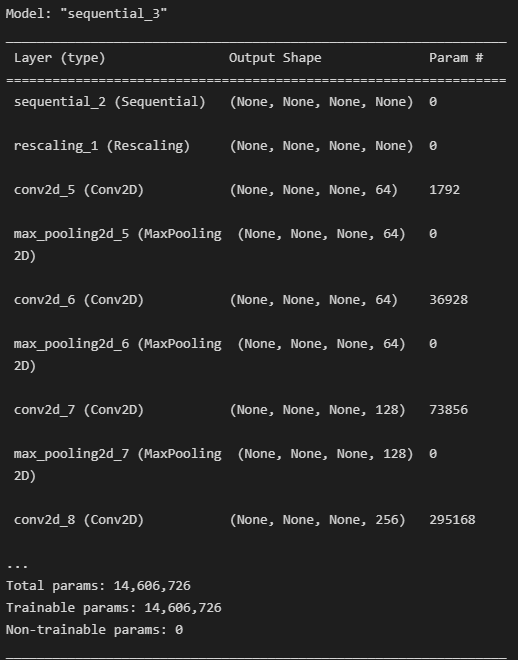 Model: "sequential_3"
_________________________________________________________________
Layer (type) Output Shape Param #
=================================================================
sequential_2 (Sequential) (None, None, None, None) 0
rescaling_1 (Rescaling) (None, None, None, None) 0
conv2d_5 (Conv2D) (None, None, None, 64) 1792
max_pooling2d_5 (MaxPooling (None, None, None, 64) 0
2D)
conv2d_6 (Conv2D) (None, None, None, 64) 36928
max_pooling2d_6 (MaxPooling (None, None, None, 64) 0
2D)
conv2d_7 (Conv2D) (None, None, None, 128) 73856
max_pooling2d_7 (MaxPooling (None, None, None, 128) 0
2D)
conv2d_8 (Conv2D) (None, None, None, 256) 295168
...
Total params: 14,606,726
Trainable params: 14,606,726
Non-trainable params: 0
_________________________________________________________________